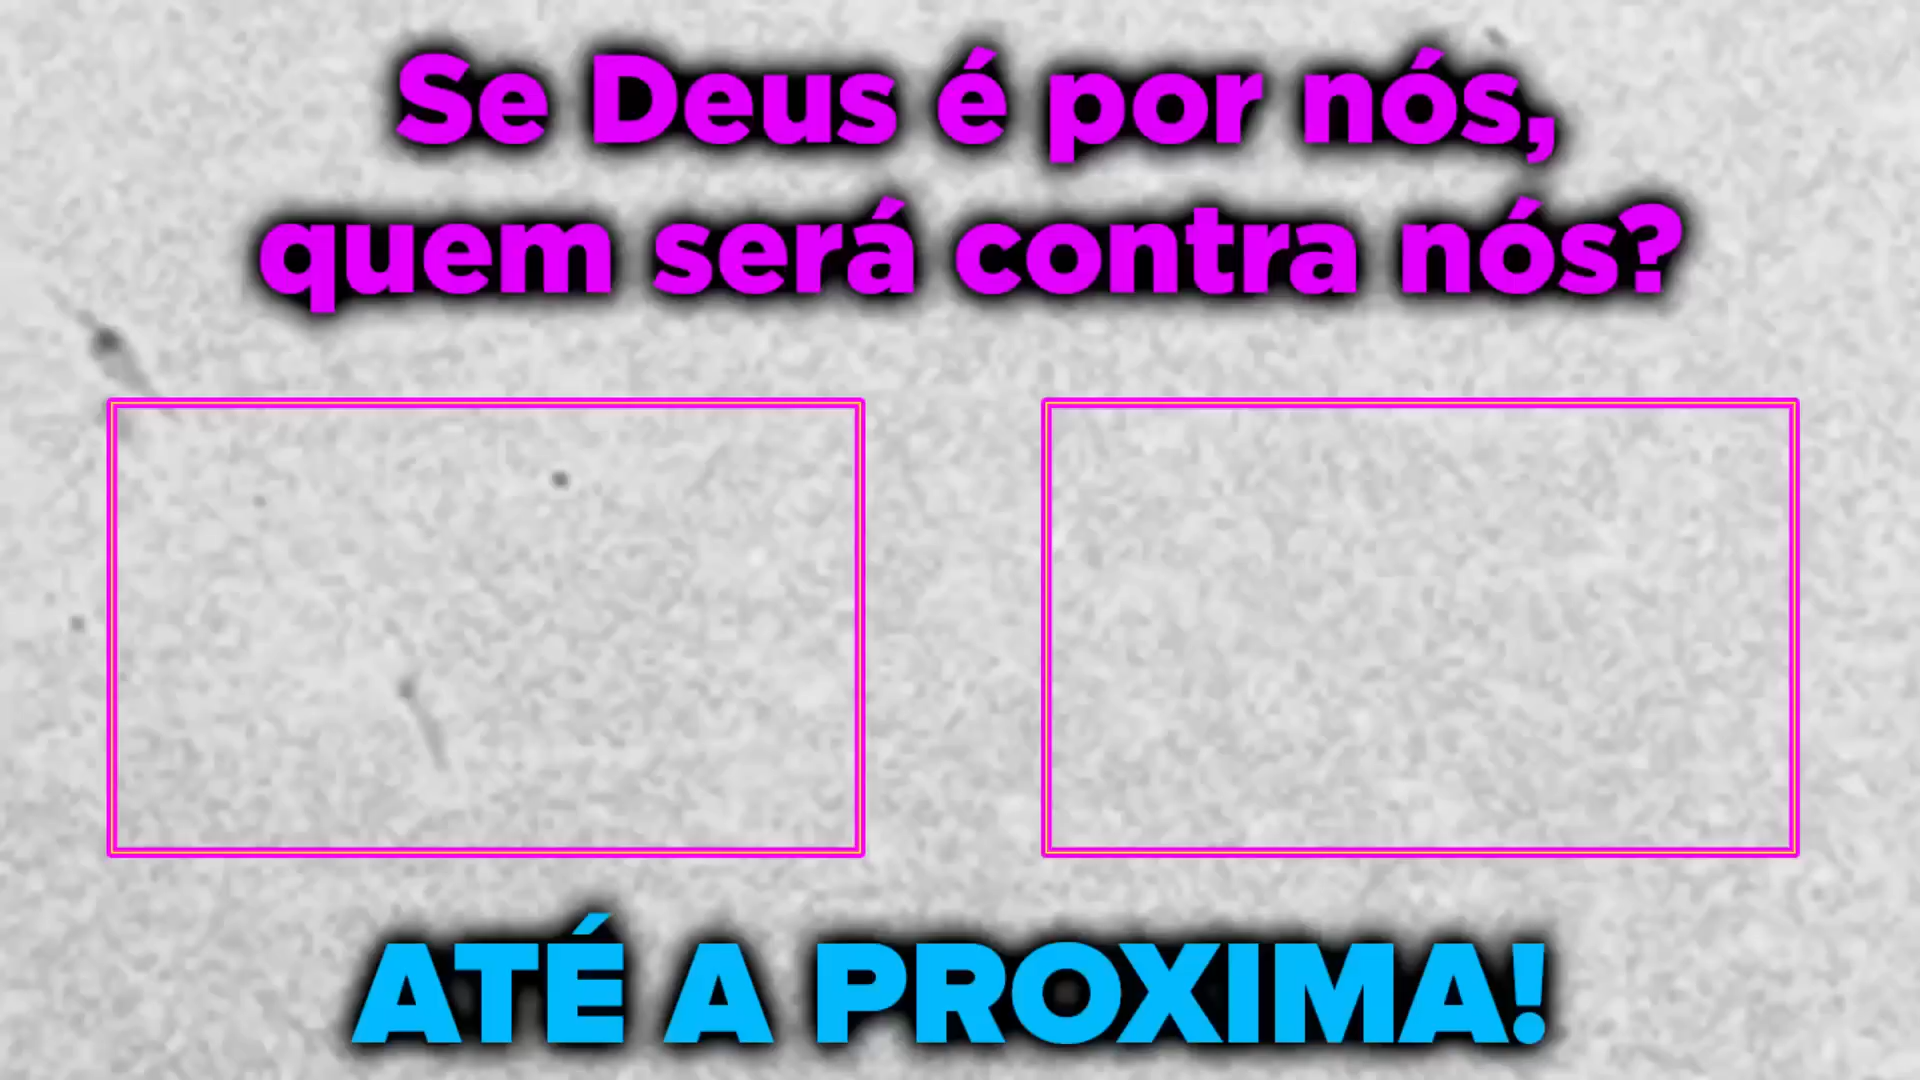 Se Deus é por nós,
quem será contra nós?
ATÉ A PROXIMA!